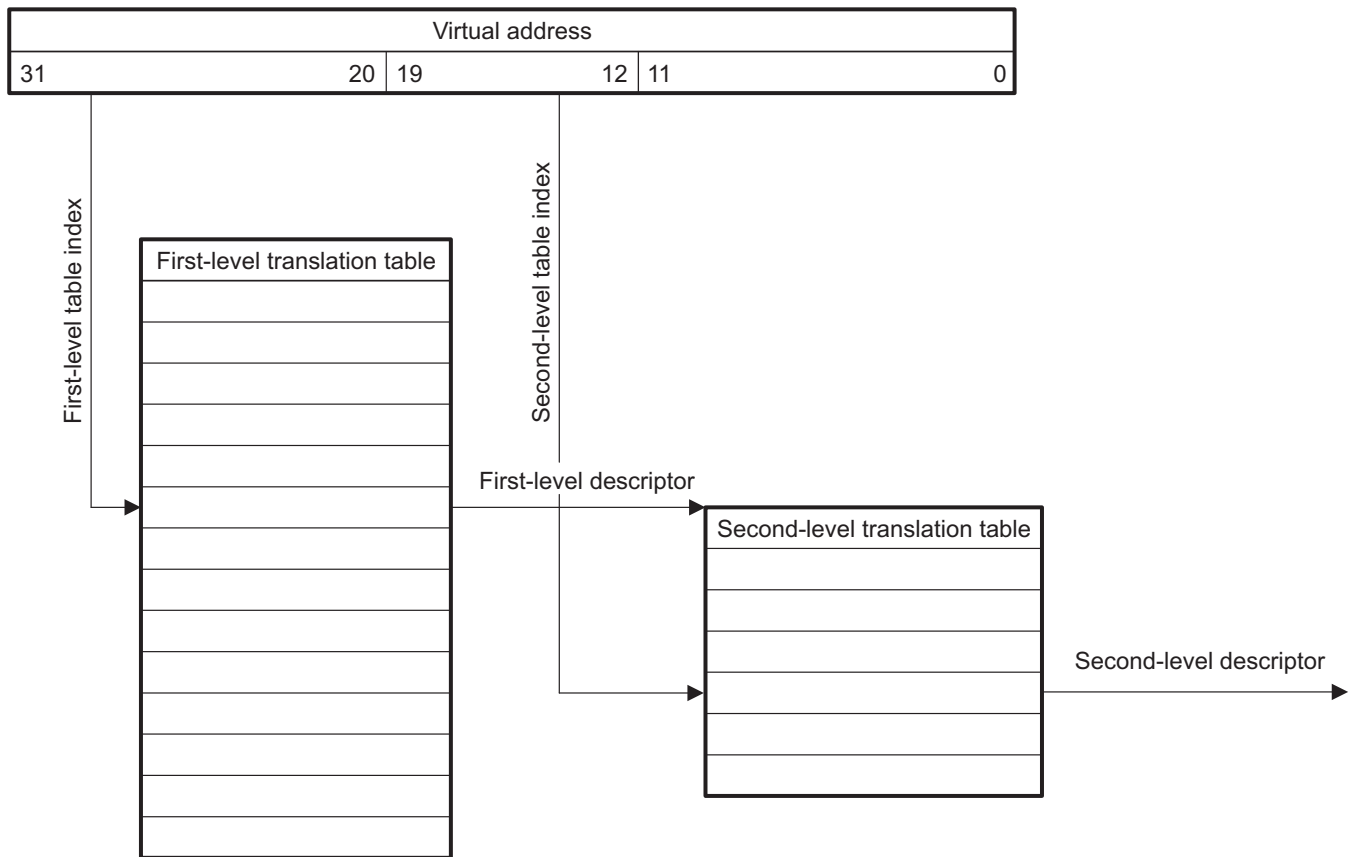 Virtual address
31 20 19 12 11 0
First-level table index
Second-level table index
First-level translation table
First-level descriptor
Second-level translation table
Second-level descriptor